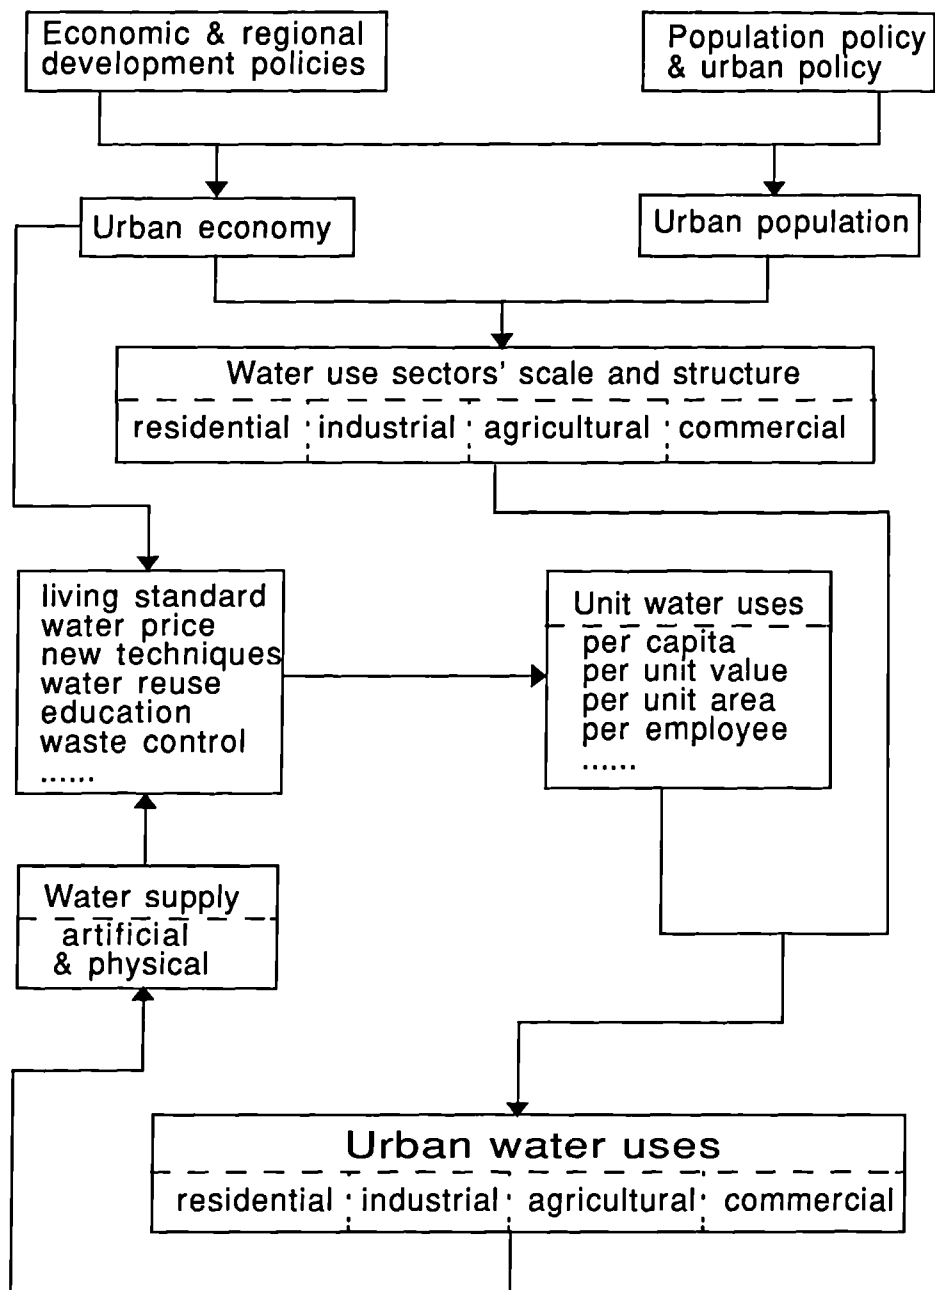 Economic & regional
development policies
Population policy
& urban policy
Urban economy
Urban population
Water use sectors' scale and structure
residential industrial agricultural commercial
living standard
water price
new techniques
water reuse
education
waste control
......
Unit water uses
per capita
per unit value
per unit area
per employee
......
Water supply
artificial
& physical
Urban water uses
residential industrial agricultural commercial